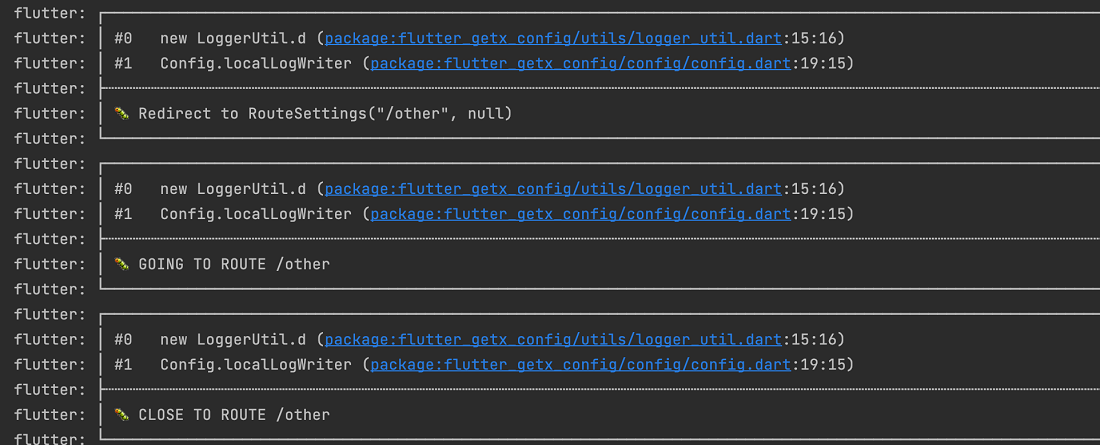 flutter:
flutter: #0   new LoggerUtil.d (package:flutter_getx_config/utils/logger_util.dart:15:16)
flutter: #1   Config.localLogWriter (package:flutter_getx_config/config/config.dart:19:15)
flutter:
flutter: 🐛 Redirect to RouteSettings("/other", null)
flutter:
flutter:
flutter: #0   new LoggerUtil.d (package:flutter_getx_config/utils/logger_util.dart:15:16)
flutter: #1   Config.localLogWriter (package:flutter_getx_config/config/config.dart:19:15)
flutter:
flutter: 🐛 GOING TO ROUTE /other
flutter:
flutter:
flutter: #0   new LoggerUtil.d (package:flutter_getx_config/utils/logger_util.dart:15:16)
flutter: #1   Config.localLogWriter (package:flutter_getx_config/config/config.dart:19:15)
flutter:
flutter: 🐛 CLOSE TO ROUTE /other
flutter: